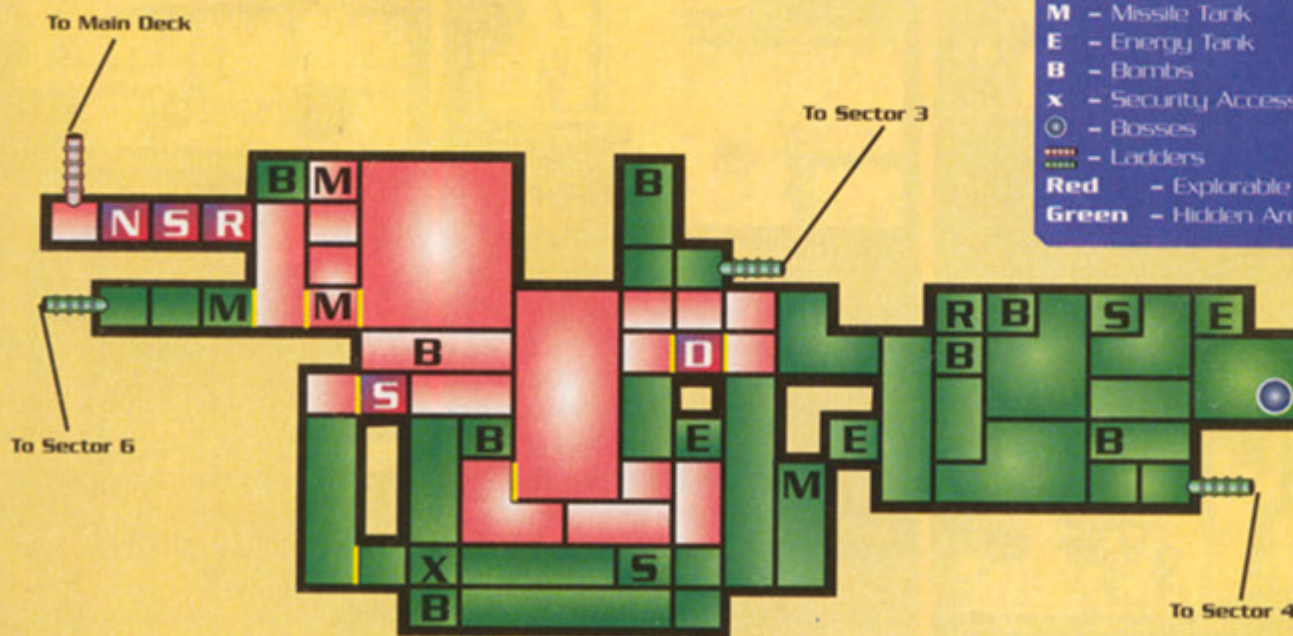 To Main Deck
M - Missile Tank
E - Energy Tank
B - Bombs
x - Security Access
- Bosses
- Ladders
Red - Explorable
Green - Hidden
To Sector 3
B M
B
N S R
M M
R B S E
B D B
S
To Sector 6
B E E B
M
X S
B
To Sector 4